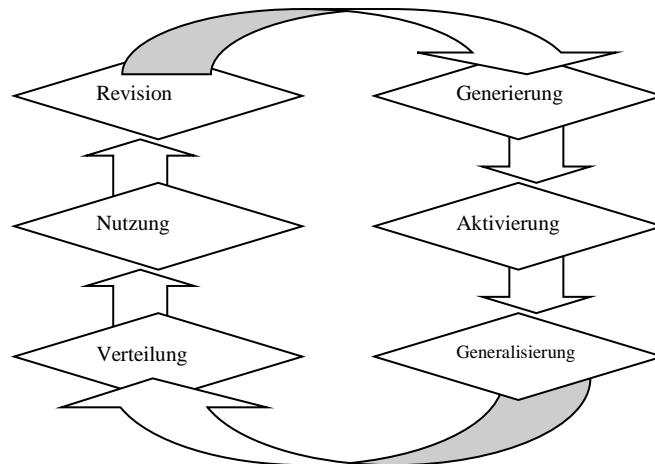 Revision
Generierung
Nutzung
Aktivierung
Verteilung
Generalisierung